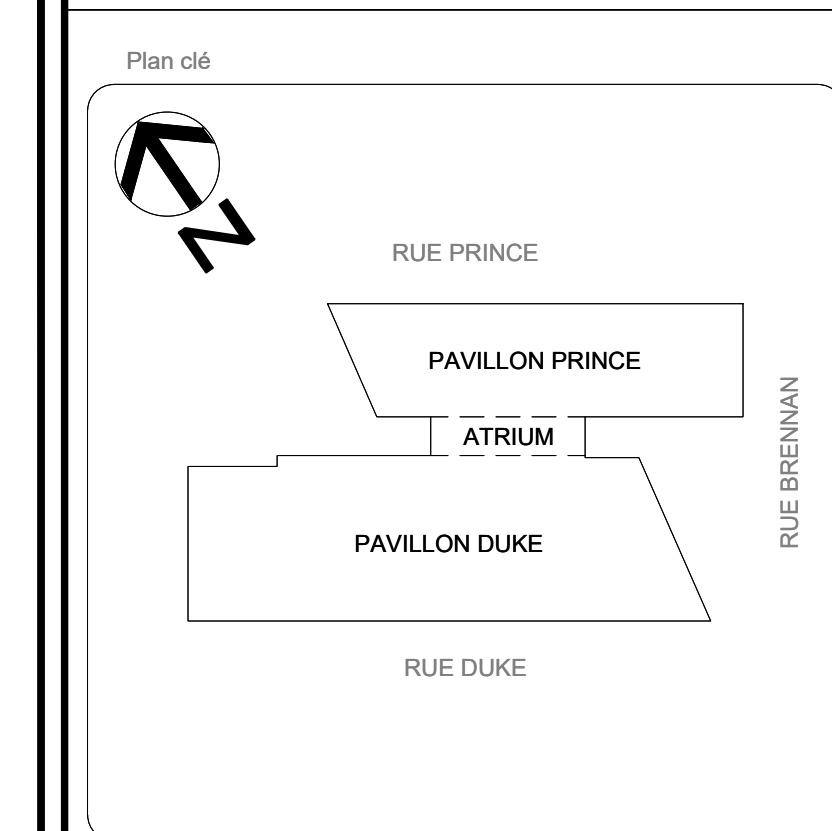 Plan clé
N
RUE PRINCE
PAVILLON PRINCE
ATRIUM
RUE BRENNAN
PAVILLON DUKE
RUE DUKE